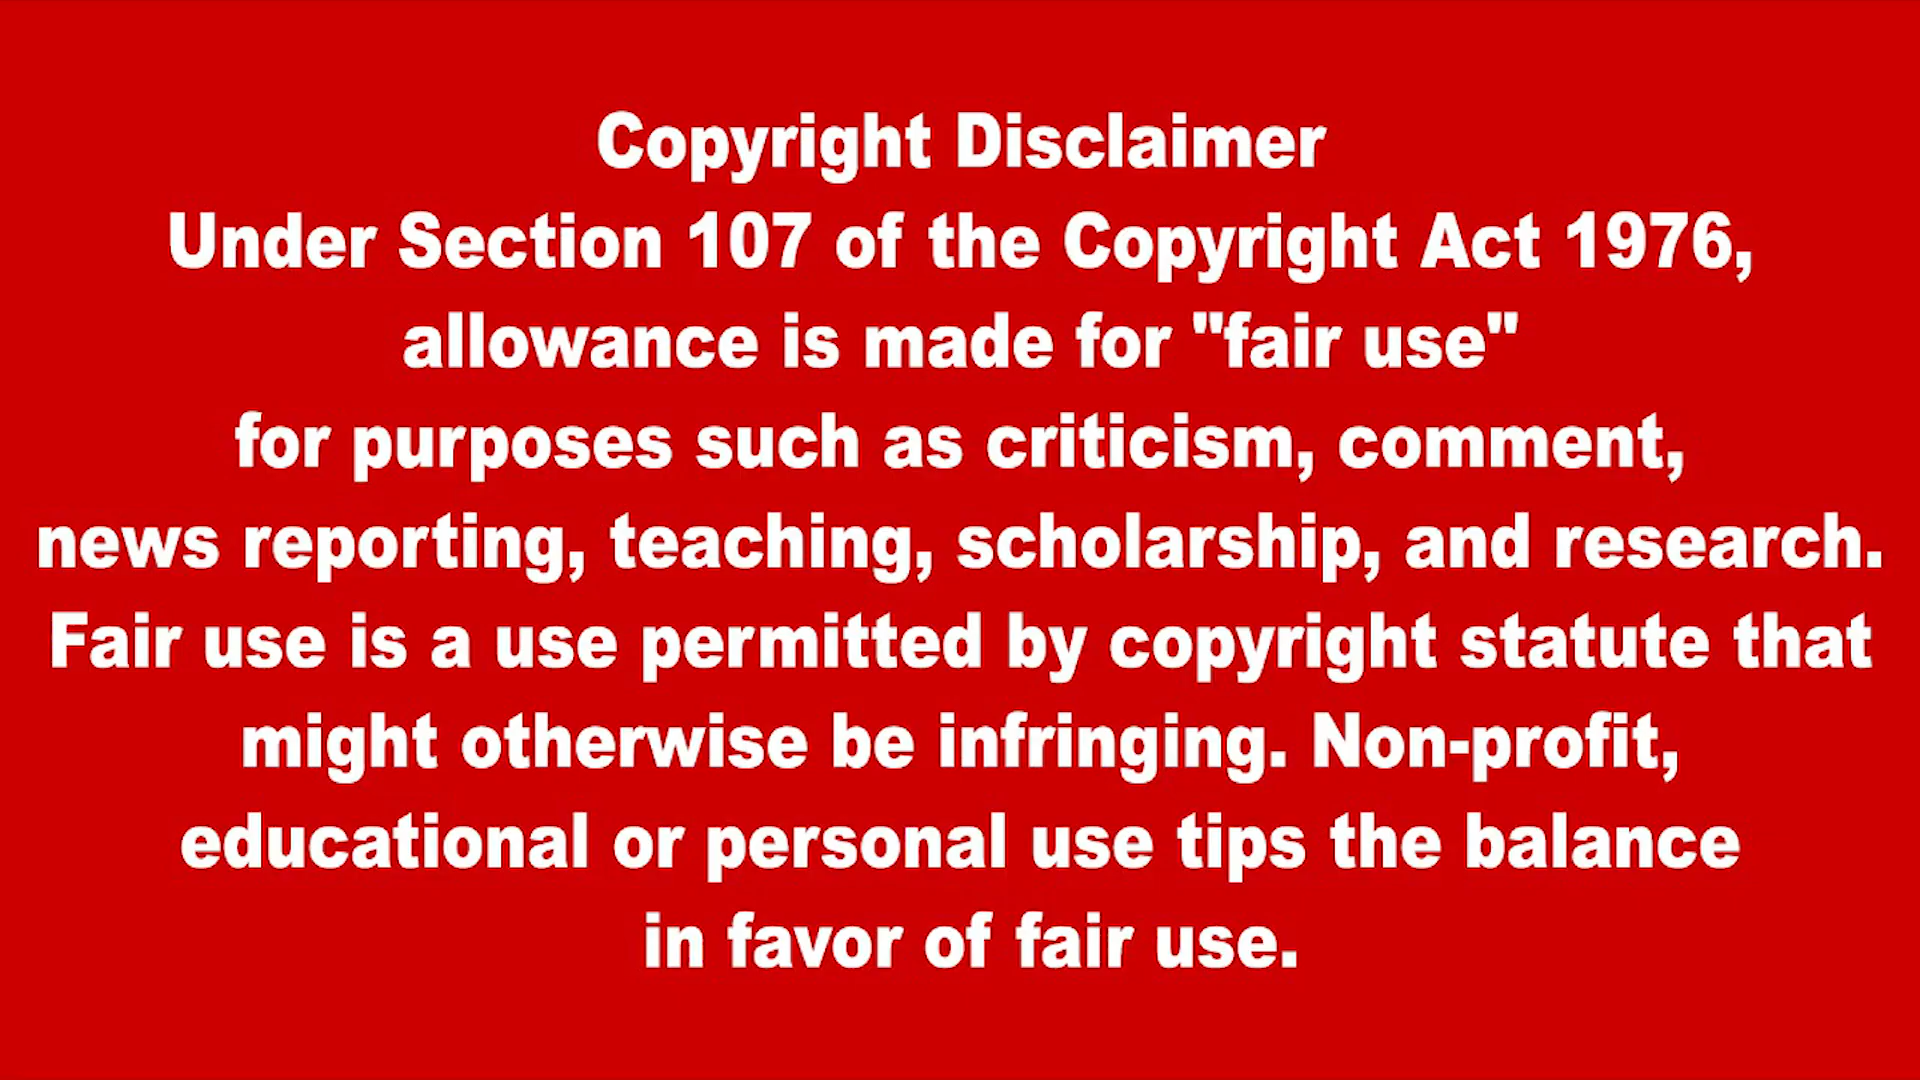 Copyright Disclaimer
Under Section 107 of the Copyright Act 1976,
allowance is made for "fair use"
for purposes such as criticism, comment,
news reporting, teaching, scholarship, and research.
Fair use is a use permitted by copyright statute that
might otherwise be infringing. Non-profit,
educational or personal use tips the balance
in favor of fair use.